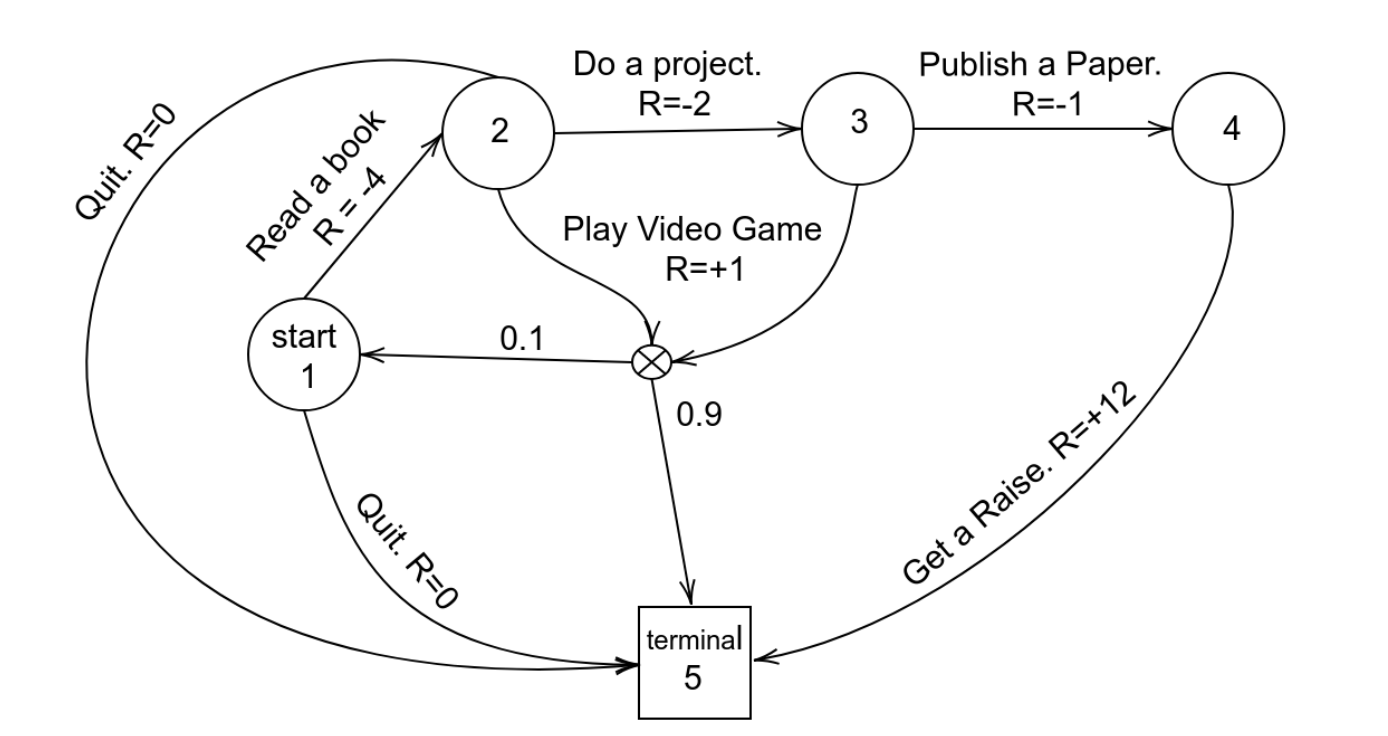 Do a project.
R=-2
Publish a Paper.
R=-1
Quit. R=0
Read a book
R = -4
2
3
4
Play Video Game
R=+1
start
1
0.1
0.9
Get a Raise. R=+12
Quit. R=0
terminal
5